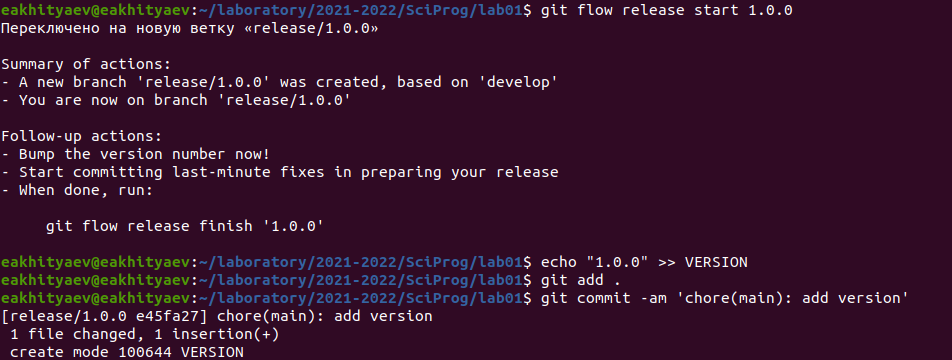 eakhityaev@eakhityaev:~/laboratory/2021-2022/SciProg/lab01$ git flow release start 1.0.0
Переключено на новую ветку «release/1.0.0»
Summary of actions:
- A new branch 'release/1.0.0' was created, based on 'develop'
- You are now on branch 'release/1.0.0'
Follow-up actions:
- Bump the version number now!
- Start committing last-minute fixes in preparing your release
- When done, run:
git flow release finish '1.0.0'
eakhityaev@eakhityaev:~/laboratory/2021-2022/SciProg/lab01$ echo "1.0.0" >> VERSION
eakhityaev@eakhityaev:~/laboratory/2021-2022/SciProg/lab01$ git add .
eakhityaev@eakhityaev:~/laboratory/2021-2022/SciProg/lab01$ git commit -am 'chore(main): add version'
[release/1.0.0 e45fa27] chore(main): add version
1 file changed, 1 insertion(+)
create mode 100644 VERSION